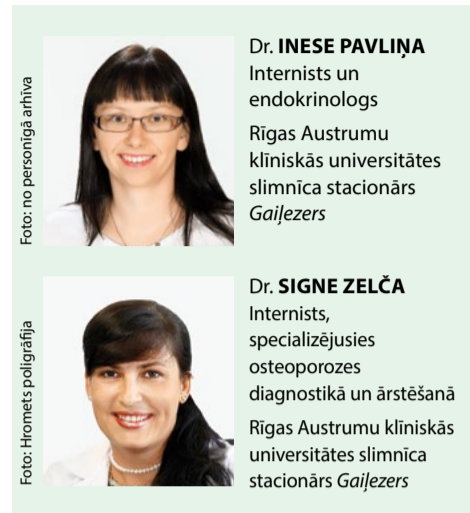 Foto: no personīgā arhīva
Dr. INESE PAVLIŅA
Internists un
endokrinologs
Rīgas Austrumu
klīniskās universitātes
slimnīca stacionārs
Gaiļezers
Foto: Hromets poligrāfija
Dr. SIGNE ZELČA
Internists,
specializējusies
osteoporozes
diagnostikā un ārstēšanā
Rīgas Austrumu klīniskās
universitātes slimnīca
stacionārs Gaiļezers